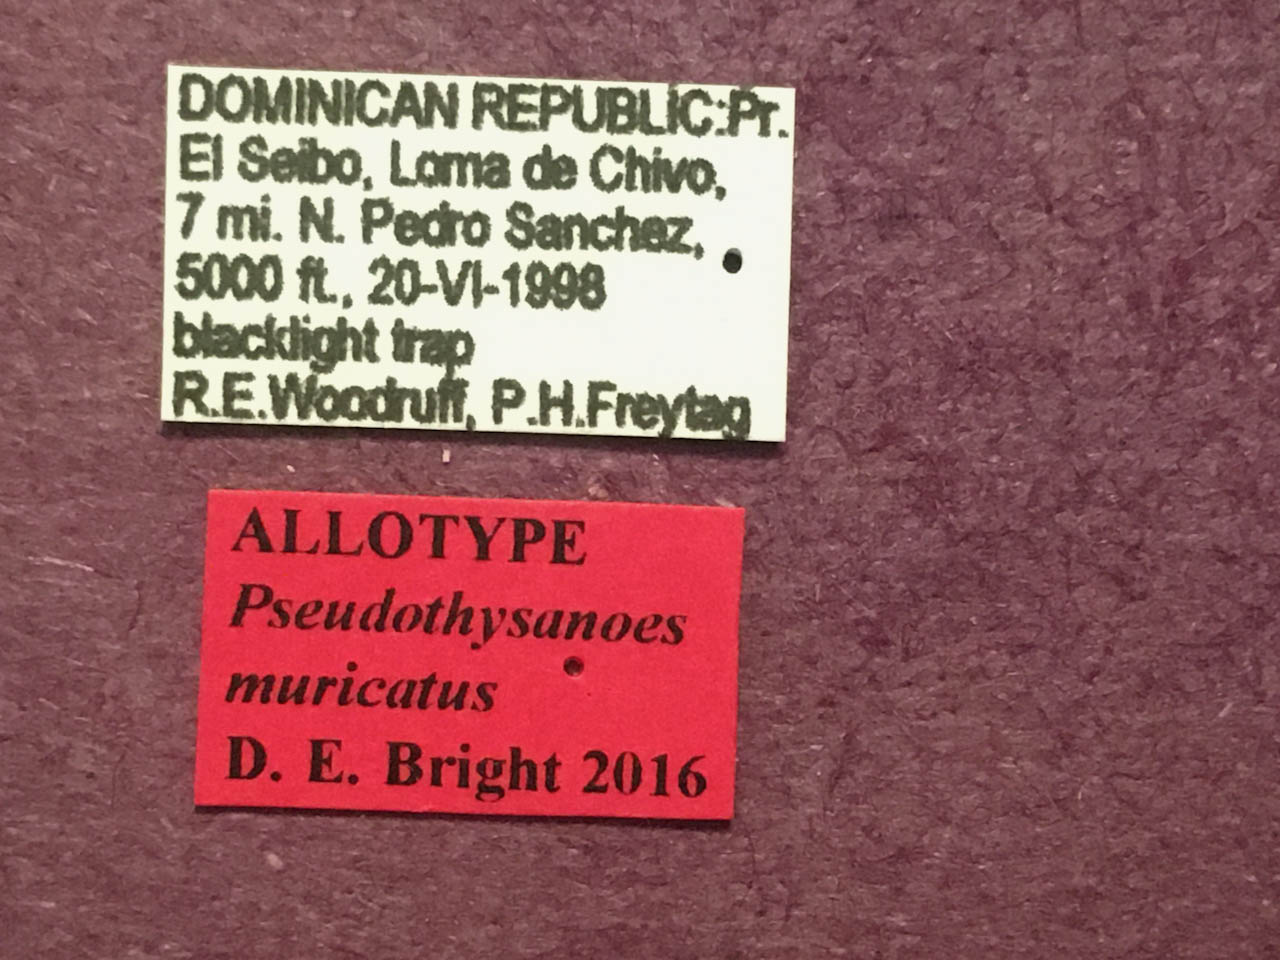 DOMINICAN REPUBLIC:Pr.
El Seibo, Loma de Chivo,
7 mi. N. Pedro Sanchez,
5000 ft., 20-VI-1998
blacklight trap
R.E.Woodruff, P.H.Freytag
ALLOTYPE
Pseudothysanoes
muricatus
D. E. Bright 2016